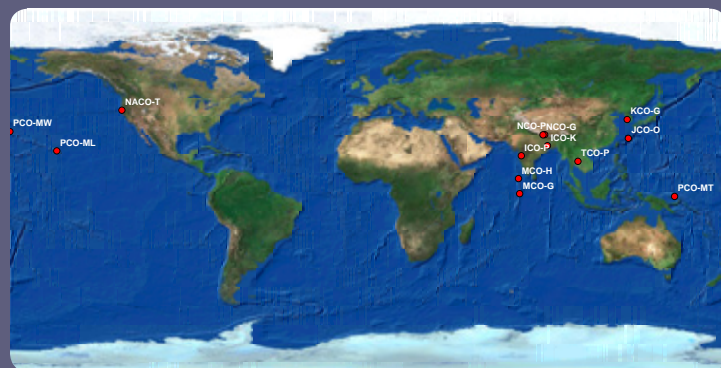 NACO-T
KCO-G
PCO-MW
NCO-P
NCO-G
JCO-O
ICO-K
PCO-ML
ICO-P
TCO-P
MCO-H
PCO-MT
MCO-G